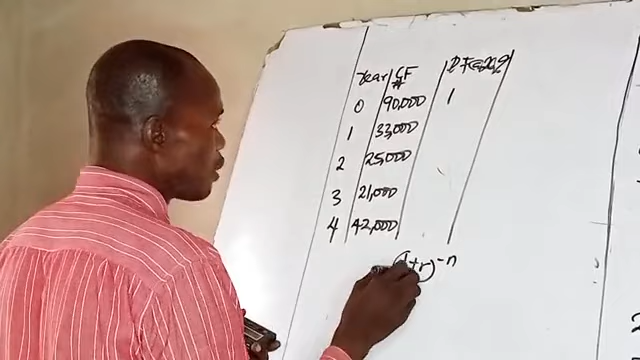 Year CF
#
0 90,000 1
1 33,000
2 25,000
3 21,000
4 42,000
(1+r)^-n
2